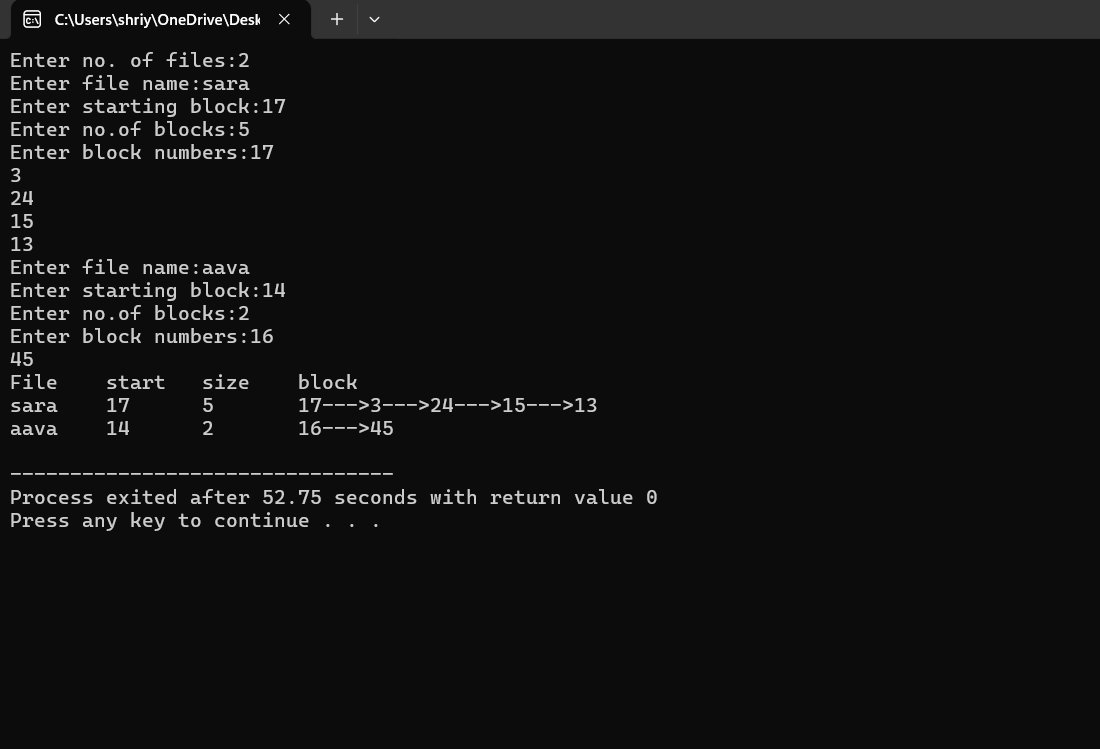 C:\Users\shriy\OneDrive\Desk
Enter no. of files:2
Enter file name:sara
Enter starting block:17
Enter no.of blocks:5
Enter block numbers:17
3
24
15
13
Enter file name:aava
Enter starting block:14
Enter no.of blocks:2
Enter block numbers:16
45
File    start   size    block
sara    17      5       17--->3--->24--->15--->13
aava    14      2       16--->45
--------------------------------
Process exited after 52.75 seconds with return value 0
Press any key to continue . . .